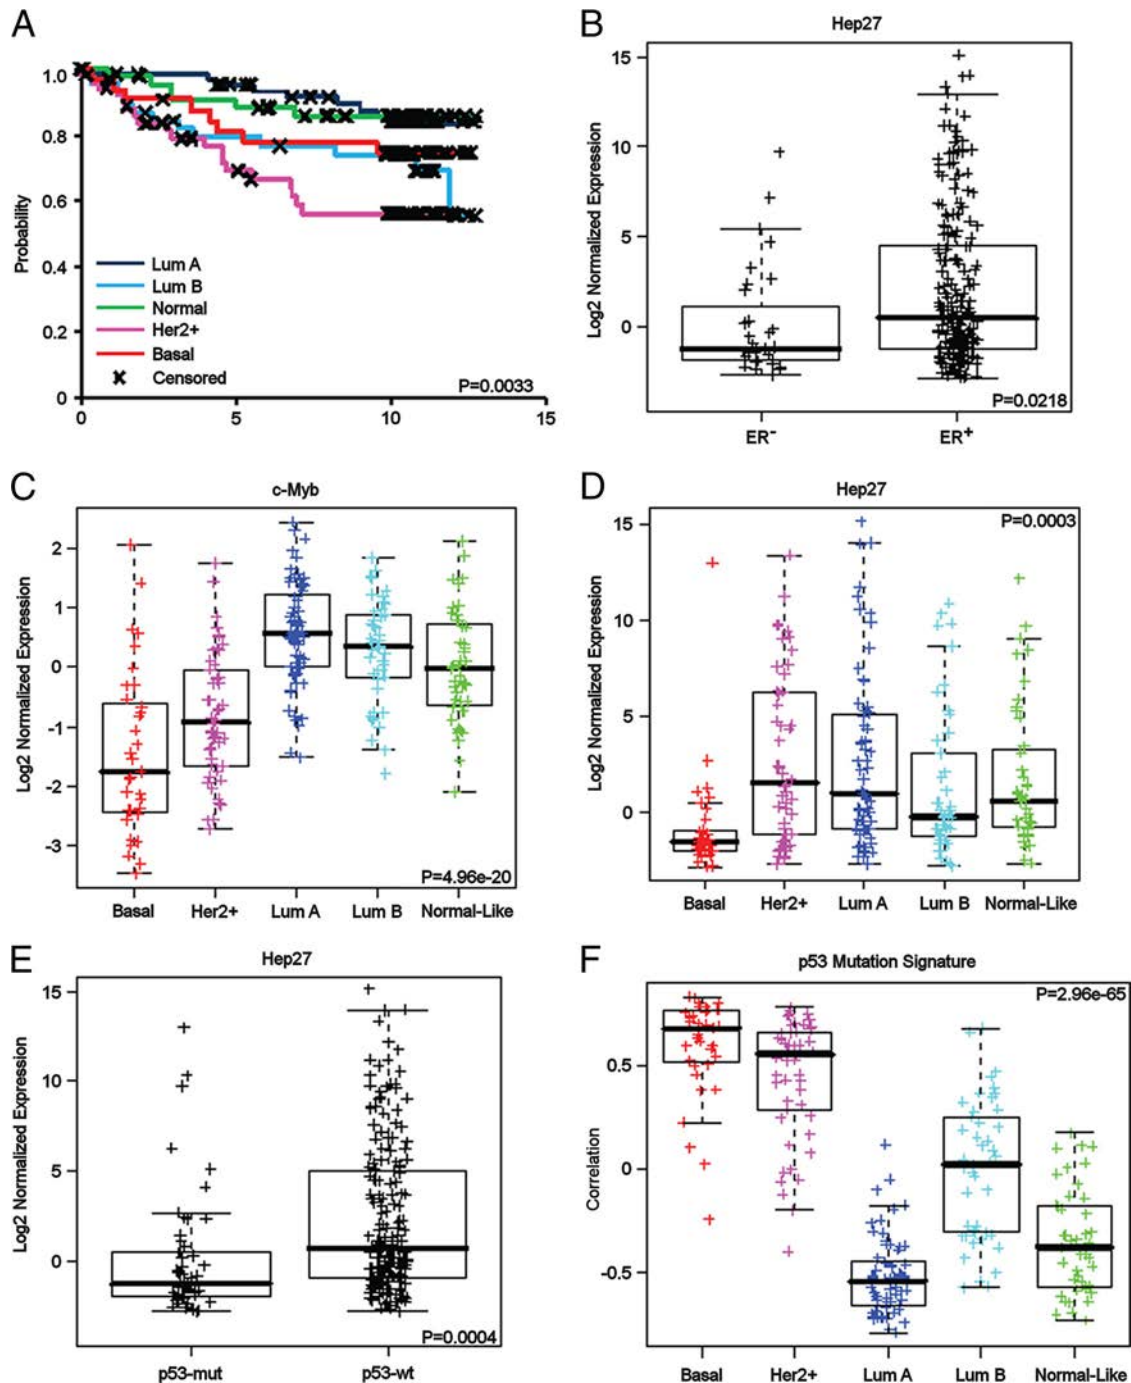 A
1.0
0.8
0.6
0.4
0.2
0
Probability
Lum A
Lum B
Normal
Her2+
Basal
Censored
P=0.0033
0
5
10
15
B
Hep27
15
10
5
0
Log2 Normalized Expression
P=0.0218
ER-
ER+
C
c-Myb
2
1
0
-1
-2
-3
Log2 Normalized Expression
P=4.96e-20
Basal
Her2+
Lum A
Lum B
Normal-Like
D
Hep27
P=0.0003
15
10
5
0
Log2 Normalized Expression
Basal
Her2+
Lum A
Lum B
Normal-Like
E
Hep27
15
10
5
0
Log2 Normalized Expression
P=0.0004
p53-mut
p53-wt
F
p53 Mutation Signature
P=2.96e-65
0.5
0
-0.5
Correlation
Basal
Her2+
Lum A
Lum B
Normal-Like